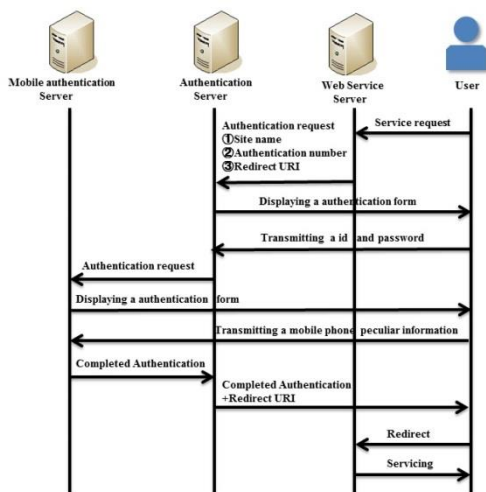 Mobile authentication
Server
Authentication
Server
Web Service
Server
User
Service request
Authentication request
①Site name
②Authentication number
③Redirect URI
Displaying a authentication form
Transmitting a id and password
Authentication request
Displaying a authentication form
Transmitting a mobile phone peculiar information
Completed Authentication
Completed Authentication
+Redirect URI
Redirect
Servicing